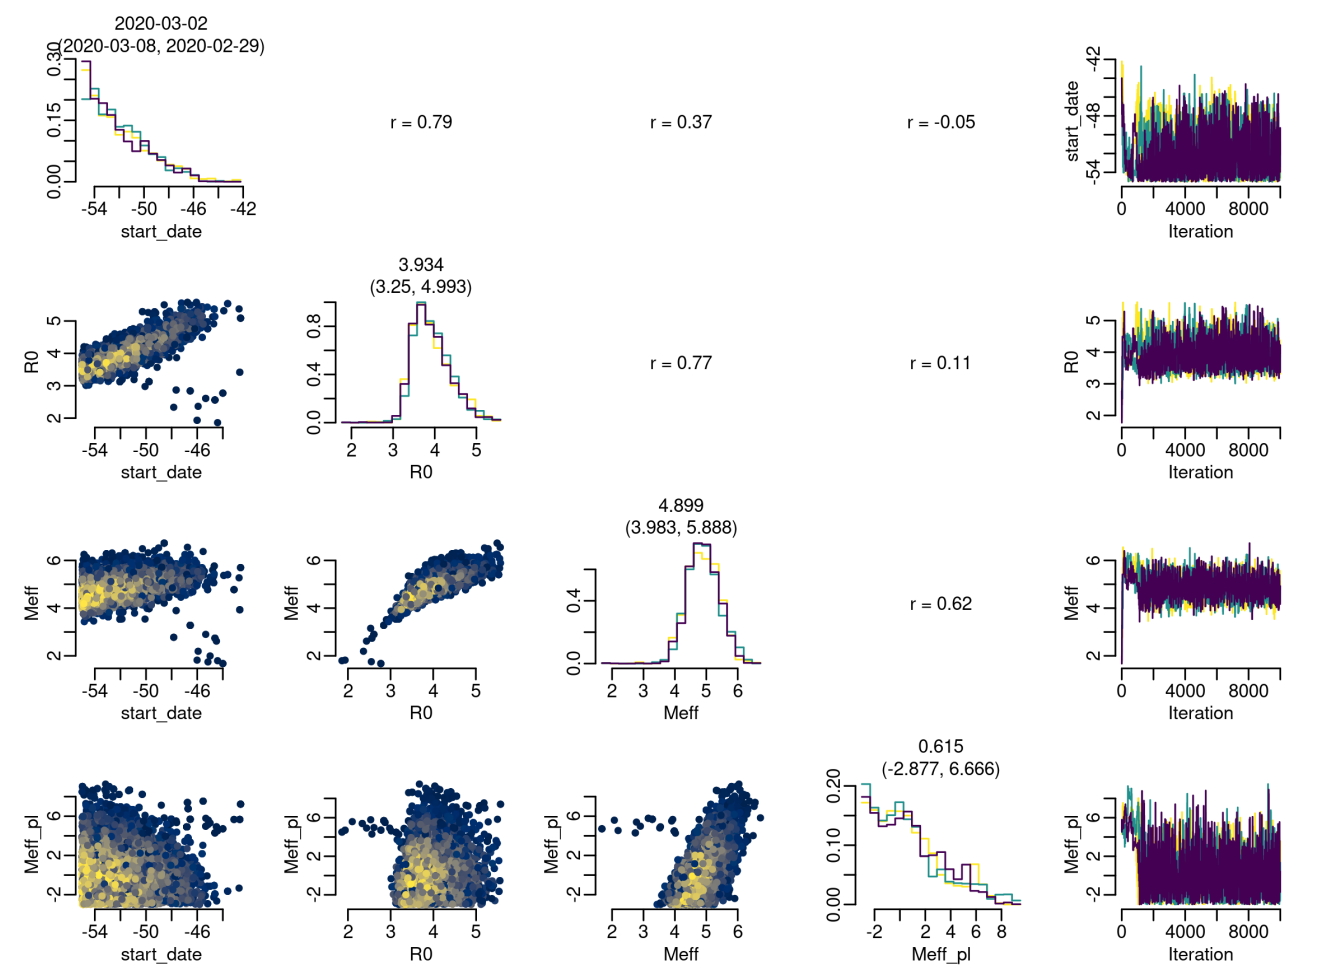 2020-03-02
(2020-03-08, 2020-02-29)
0.00 0.15 0.30
-54 -50 -46 -42
start_date
r = 0.79
r = 0.37
r = -0.05
start_date
-54 -48 -42
0 4000 8000
Iteration
R0
2 3 4 5
-54 -50 -46
start_date
3.934
(3.25, 4.993)
0.0 0.4 0.8
2 3 4 5
R0
r = 0.77
r = 0.11
R0
2 3 4 5
0 4000 8000
Iteration
Meff
2 4 6
-54 -50 -46
start_date
Meff
2 4 6
2 3 4 5
R0
4.899
(3.983, 5.888)
0.0 0.4
2 3 4 5 6
Meff
r = 0.62
Meff
2 4 6
0 4000 8000
Iteration
Meff_pl
-2 2 6
-54 -50 -46
start_date
Meff_pl
-2 2 6
2 3 4 5
R0
Meff_pl
-2 2 6
2 3 4 5 6
Meff
0.615
(-2.877, 6.666)
0.00 0.10 0.20
-2 2 4 6 8
Meff_pl
Meff_pl
-2 2 6
0 4000 8000
Iteration